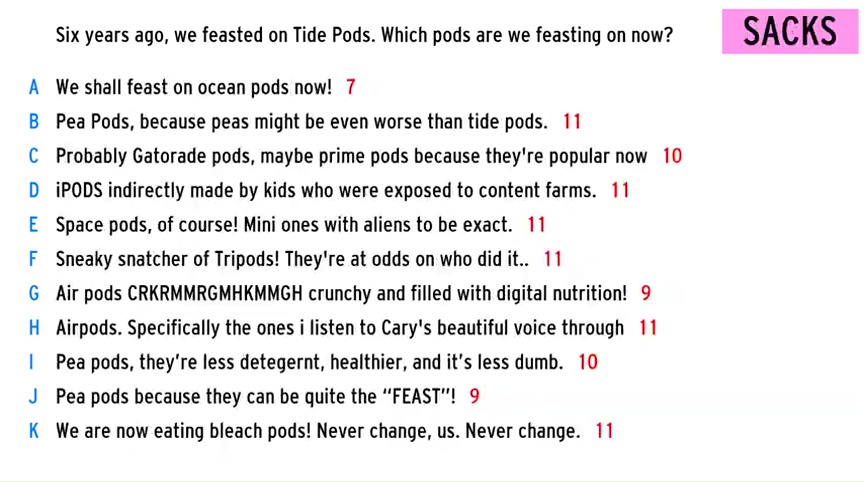 Six years ago, we feasted on Tide Pods. Which pods are we feasting on now?
SACKS
A We shall feast on ocean pods now! 7
B Pea Pods, because peas might be even worse than tide pods. 11
C Probably Gatorade pods, maybe prime pods because they're popular now 10
D iPODS indirectly made by kids who were exposed to content farms. 11
E Space pods, of course! Mini ones with aliens to be exact. 11
F Sneaky snatcher of Tripods! They're at odds on who did it.. 11
G Air pods CRKRMMRGMHKMMGH crunchy and filled with digital nutrition! 9
H Airpods. Specifically the ones i listen to Cary's beautiful voice through 11
I Pea pods, they’re less detegernt, healthier, and it’s less dumb. 10
J Pea pods because they can be quite the “FEAST”! 9
K We are now eating bleach pods! Never change, us. Never change. 11